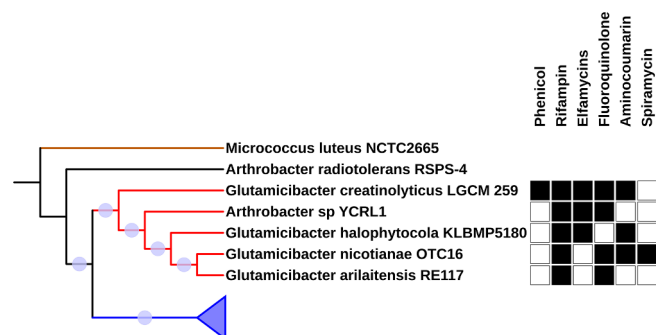 Phenicol
Rifampin
Elfamycins
Fluoroquinolone
Aminocoumarin
Spiramycin
Micrococcus luteus NCTC2665
Arthrobacter radiotolerans RSPS-4
Glutamicibacter creatinolyticus LGCM 259
Arthrobacter sp YCRL1
Glutamicibacter halophytocola KLBMP5180
Glutamicibacter nicotianae OTC16
Glutamicibacter arilaitensis RE117